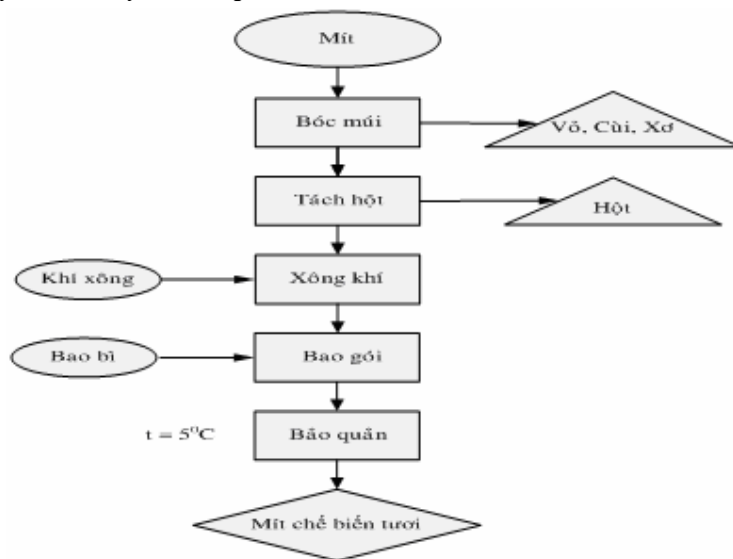 Mít
Bóc múi
Vỏ, Cùi, Xơ
Tách hột
Hột
Khí xông
Xông khí
Bao bì
Bao gói
t = 5⁰C
Bảo quản
Mít chế biến tươi